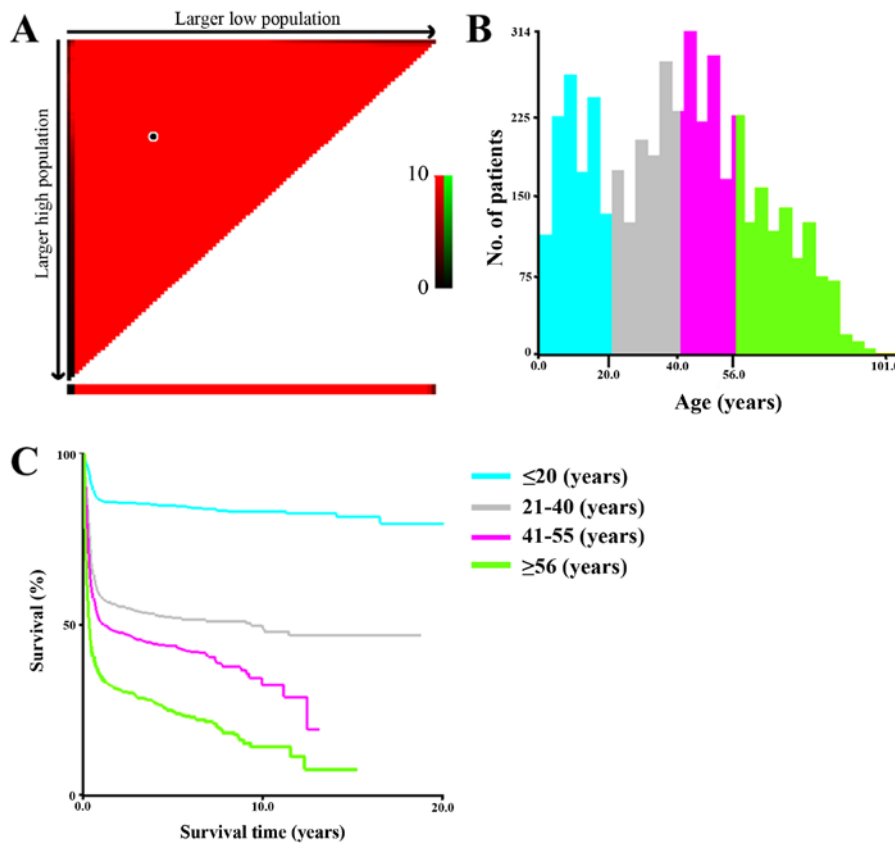 A
Larger low population
Larger high population
10
0
B
No. of patients
314
225
150
75
0
0.0
20.0
40.0
56.0
101.0
Age (years)
C
Survival (%)
100
50
0
0.0
10.0
20.0
Survival time (years)
≤20 (years)
21-40 (years)
41-55 (years)
≥56 (years)